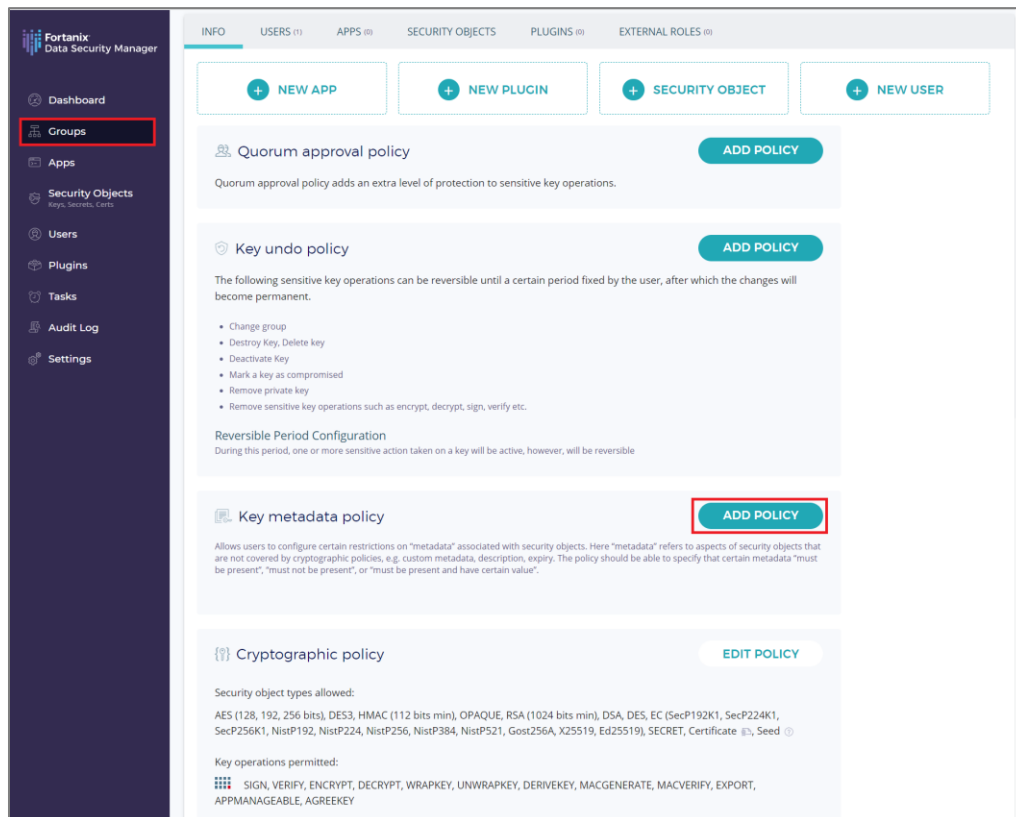 Fortanix
Data Security Manager
Dashboard
Groups
Apps
Security Objects
Keys, Secrets, Certs
Users
Plugins
Tasks
Audit Log
Settings
INFO USERS (1) APPS (0) SECURITY OBJECTS PLUGINS (0) EXTERNAL ROLES (0)
NEW APP NEW PLUGIN SECURITY OBJECT NEW USER
Quorum approval policy ADD POLICY
Quorum approval policy adds an extra level of protection to sensitive key operations.
Key undo policy ADD POLICY
The following sensitive key operations can be reversible until a certain period fixed by the user, after which the changes will
become permanent.
• Change group
• Destroy Key, Delete key
• Deactivate Key
• Mark a key as compromised
• Remove private key
• Remove sensitive key operations such as encrypt, decrypt, sign, verify etc.
Reversible Period Configuration
During this period, one or more sensitive action taken on a key will be active, however, will be reversible
Key metadata policy ADD POLICY
Allows users to configure certain restrictions on "metadata" associated with security objects. Here "metadata" refers to aspects of security objects that
are not covered by cryptographic policies, e.g. custom metadata, description, expiry. The policy should be able to specify that certain metadata "must
be present", "must not be present", or "must be present and have certain value".
Cryptographic policy EDIT POLICY
Security object types allowed:
AES (128, 192, 256 bits), DES3, HMAC (112 bits min), OPAQUE, RSA (1024 bits min), DSA, DES, EC (SecP192K1, SecP224K1,
SecP256K1, NistP192, NistP224, NistP256, NistP384, NistP521, Gost256A, X25519, Ed25519), SECRET, Certificate , Seed
Key operations permitted:
SIGN, VERIFY, ENCRYPT, DECRYPT, WRAPKEY, UNWRAPKEY, DERIVEKEY, MACGENERATE, MACVERIFY, EXPORT,
APPMANAGEABLE, AGREEKEY